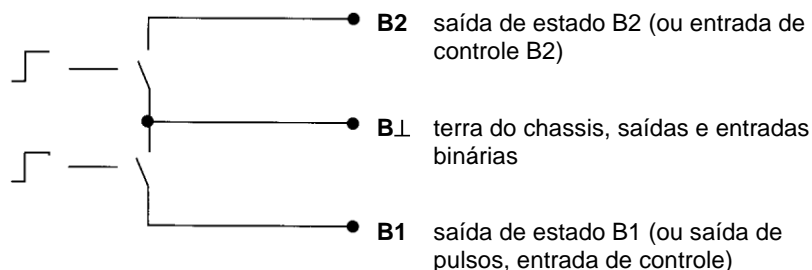 B2 saída de estado B2 (ou entrada de
controle B2)
B⊥ terra do chassis, saídas e entradas
binárias
B1 saída de estado B1 (ou saída de
pulsos, entrada de controle)